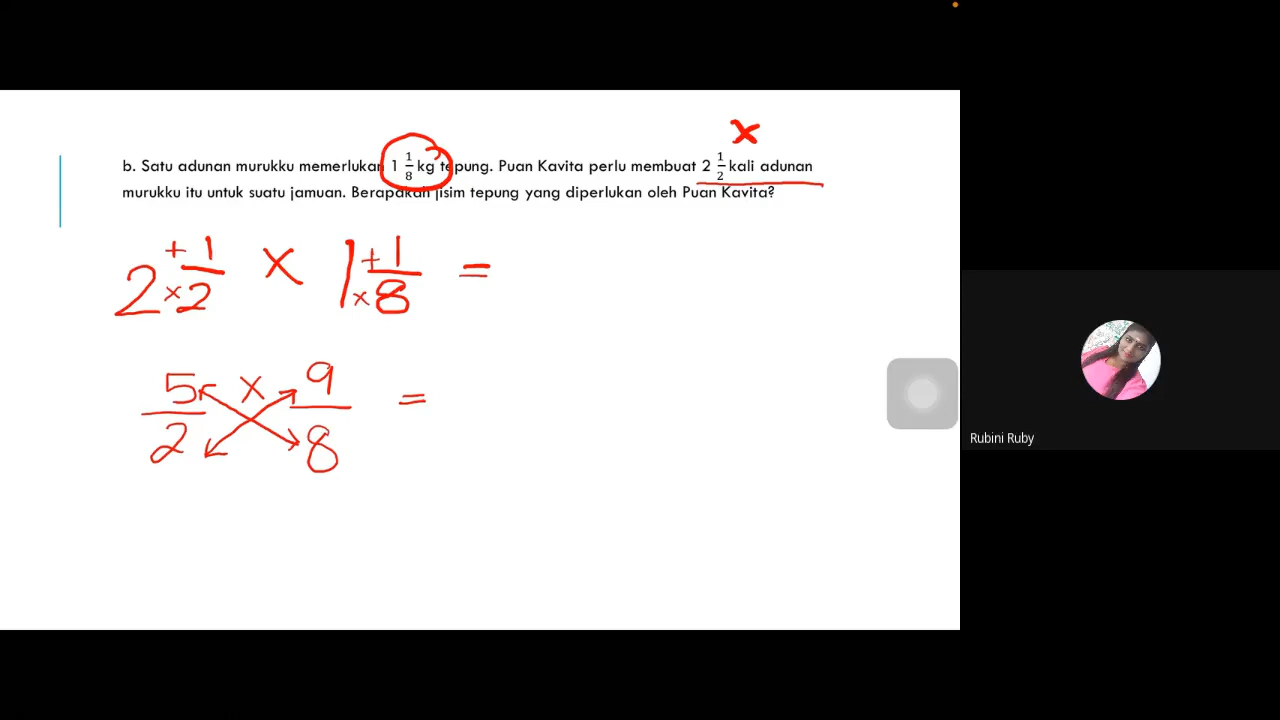 b. Satu adunan murukku memerlukan 1 1/8 kg tepung. Puan Kavita perlu membuat 2 1/2 kali adunan
murukku itu untuk suatu jamuan. Berapakah jisim tepung yang diperlukan oleh Puan Kavita?
x
2 + 1 / × 2 × 1 + 1 / × 8 =
5/2 × 9/8 =
Rubini Ruby